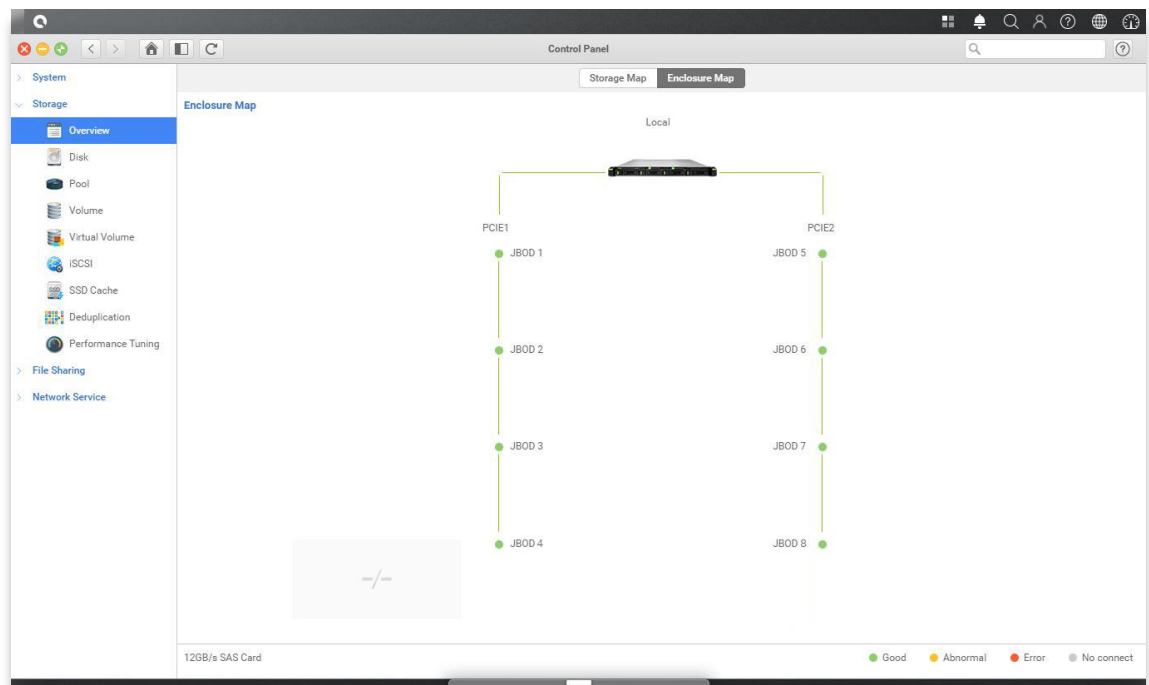 Control Panel
System
Storage
Overview
Disk
Pool
Volume
Virtual Volume
iSCSI
SSD Cache
Deduplication
Performance Tuning
File Sharing
Network Service
Storage Map Enclosure Map
Enclosure Map
Local
PCIE1 PCIE2
JBOD 1 JBOD 5
JBOD 2 JBOD 6
JBOD 3 JBOD 7
JBOD 4 JBOD 8
–/–
12GB/s SAS Card Good Abnormal Error No connect